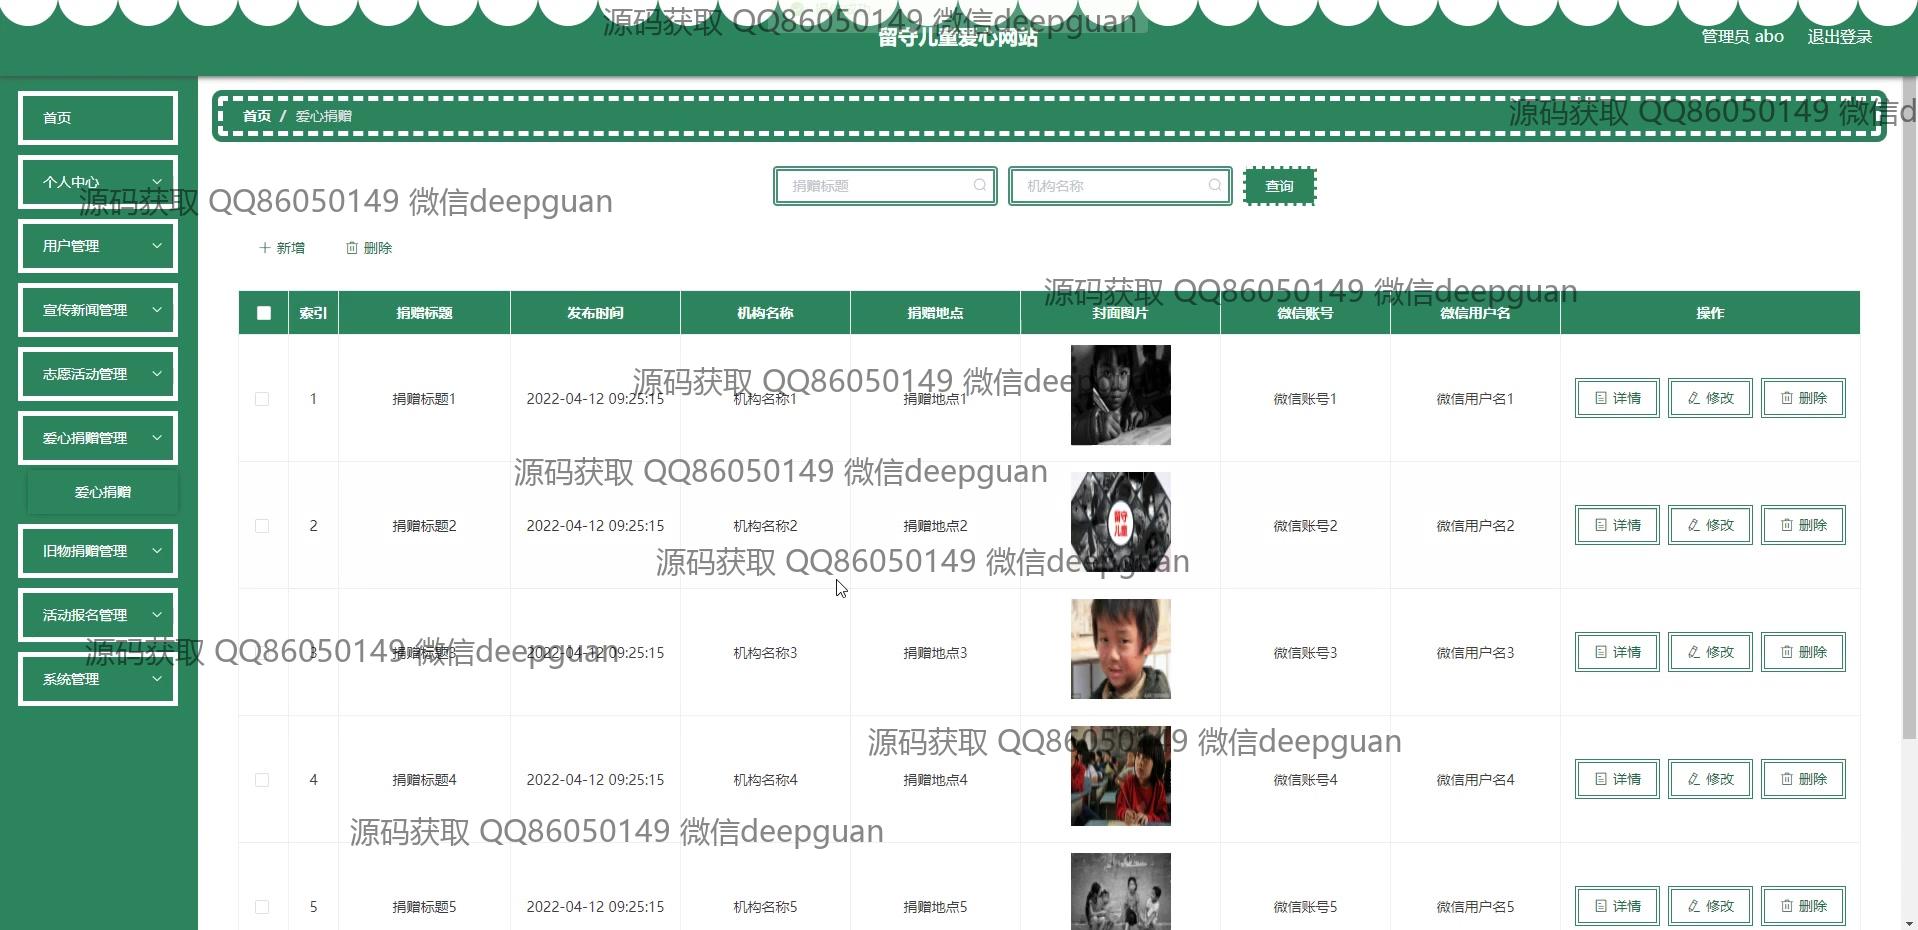 源码获取 QQ86050149 微信deepguan
留守儿童爱心网站
管理员 abo 退出登录
首页
个人中心
用户管理
宣传新闻管理
志愿活动管理
爱心捐赠管理
爱心捐赠
旧物捐赠管理
活动报名管理
系统管理
首页 / 爱心捐赠
源码获取 QQ86050149 微信d
捐赠标题 机构名称 查询
源码获取 QQ86050149 微信deepguan
新增 删除
源码获取 QQ86050149 微信deepguan
索引 捐赠标题 发布时间 机构名称 捐赠地点 封面图片 微信账号 微信用户名 操作
源码获取 QQ86050149 微信deepguan
1 捐赠标题1 2022-04-12 09:25:15 机构名称1 捐赠地点1 微信账号1 微信用户名1 详情 修改 删除
源码获取 QQ86050149 微信deepguan
2 捐赠标题2 2022-04-12 09:25:15 机构名称2 捐赠地点2 留守儿童 微信账号2 微信用户名2 详情 修改 删除
源码获取 QQ86050149 微信deepguan
3 捐赠标题3 2022-04-12 09:25:15 机构名称3 捐赠地点3 微信账号3 微信用户名3 详情 修改 删除
源码获取 QQ86050149 微信deepguan
源码获取 QQ86050149 微信deepguan
4 捐赠标题4 2022-04-12 09:25:15 机构名称4 捐赠地点4 微信账号4 微信用户名4 详情 修改 删除
源码获取 QQ86050149 微信deepguan
5 捐赠标题5 2022-04-12 09:25:15 机构名称5 捐赠地点5 微信账号5 微信用户名5 详情 修改 删除